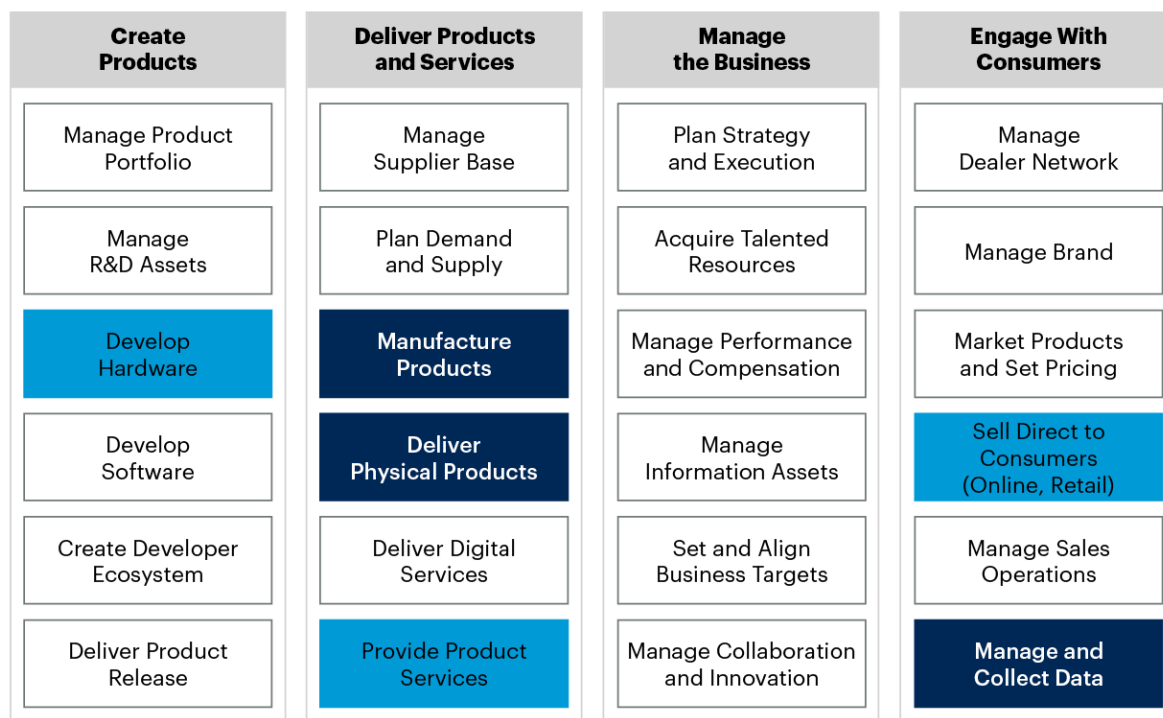 Create
Products
Manage Product
Portfolio
Manage
R&D Assets
Develop
Hardware
Develop
Software
Create Developer
Ecosystem
Deliver Product
Release
Deliver Products
and Services
Manage
Supplier Base
Plan Demand
and Supply
Manufacture
Products
Deliver
Physical Products
Deliver Digital
Services
Provide Product
Services
Manage
the Business
Plan Strategy
and Execution
Acquire Talented
Resources
Manage Performance
and Compensation
Manage
Information Assets
Set and Align
Business Targets
Manage Collaboration
and Innovation
Engage With
Consumers
Manage
Dealer Network
Manage Brand
Market Products
and Set Pricing
Sell Direct to
Consumers
(Online, Retail)
Manage Sales
Operations
Manage and
Collect Data